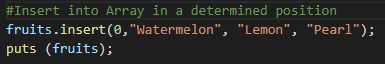 #Insert into Array in a determined position
fruits.insert(0,"Watermelon", "Lemon", "Pearl");
puts (fruits);